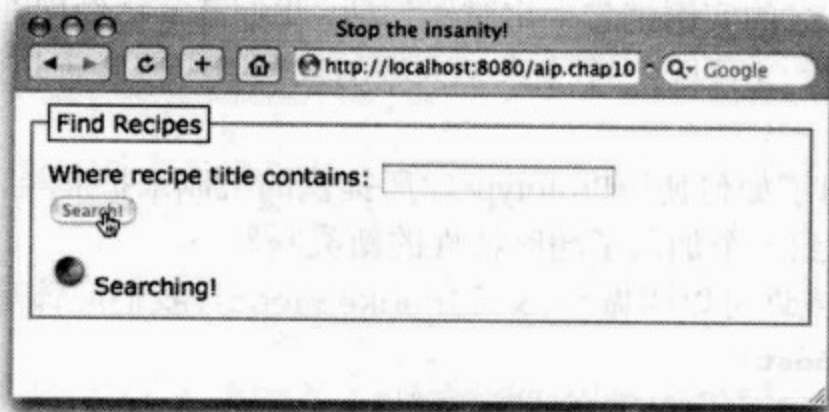 Stop the insanity!
http://localhost:8080/aip.chap10
Google
Find Recipes
Where recipe title contains:
Search!
Searching!